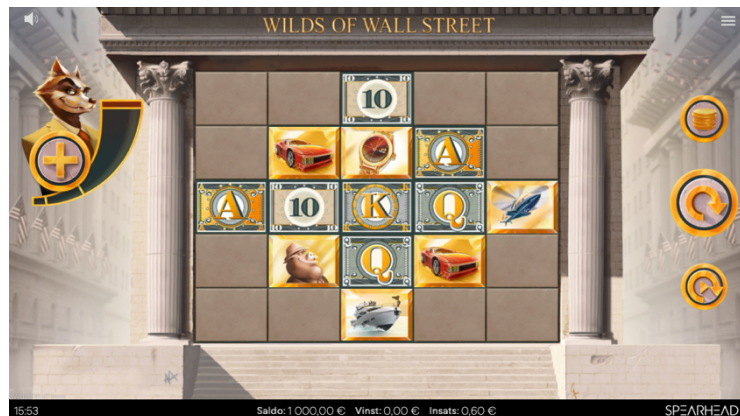 WILDS OF WALL STREET
10
A
A 10 K Q
Q
15:53 Saldo: 1 000,00 € Vinst: 0,00 € Insats: 0,60 € SPEARHEAD